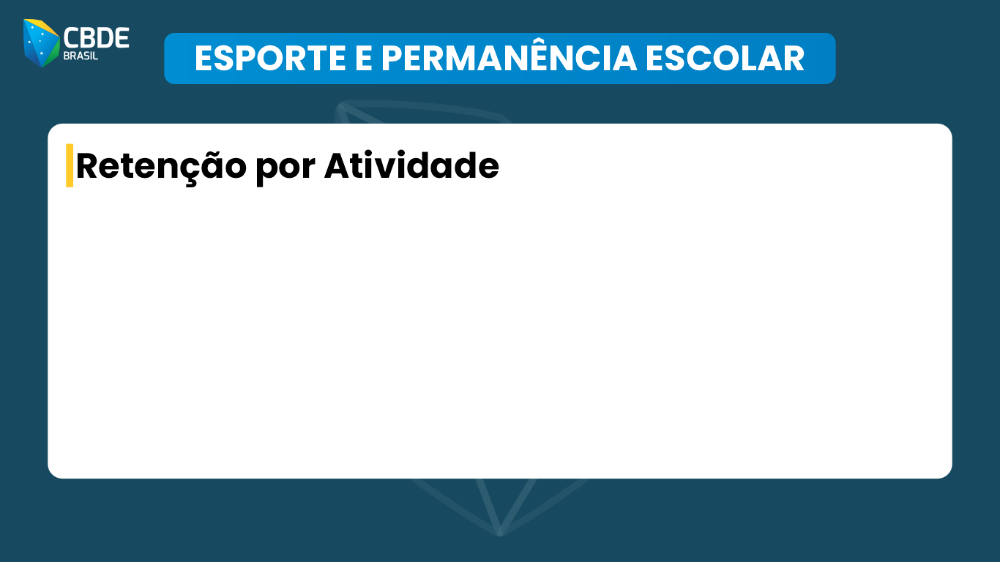 CBDE
BRASIL
ESPORTE E PERMANÊNCIA ESCOLAR
Retenção por Atividade